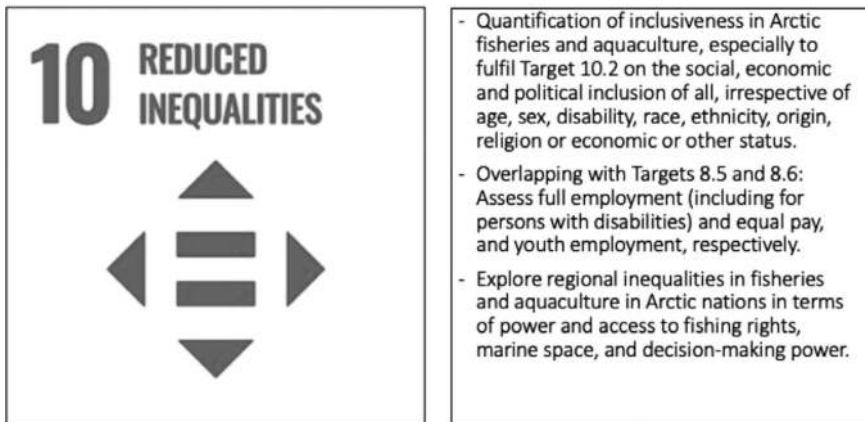 10 REDUCED
INEQUALITIES
- Quantification of inclusiveness in Arctic
fisheries and aquaculture, especially to
fulfil Target 10.2 on the social, economic
and political inclusion of all, irrespective of
age, sex, disability, race, ethnicity, origin,
religion or economic or other status.
- Overlapping with Targets 8.5 and 8.6:
Assess full employment (including for
persons with disabilities) and equal pay,
and youth employment, respectively.
- Explore regional inequalities in fisheries
and aquaculture in Arctic nations in terms
of power and access to fishing rights,
marine space, and decision-making power.